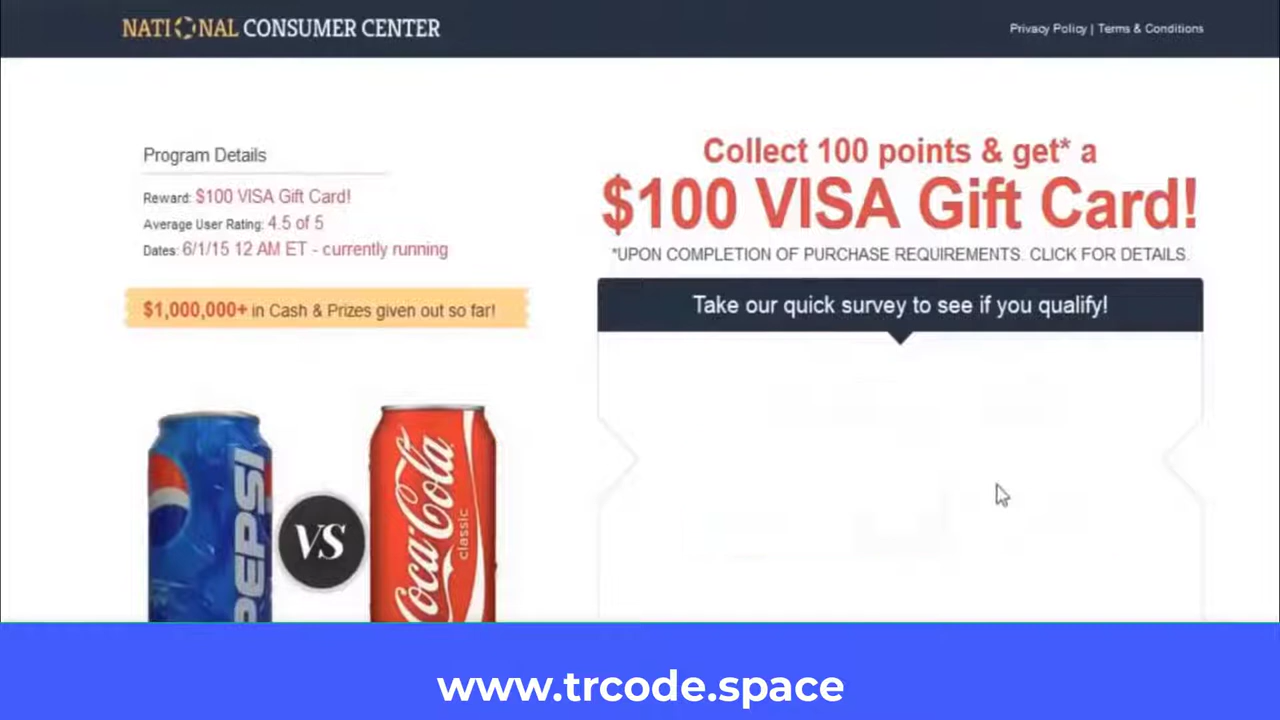 NATIONAL CONSUMER CENTER
Privacy Policy | Terms & Conditions
Program Details
Reward: $100 VISA Gift Card!
Average User Rating: 4.5 of 5
Dates: 6/1/15 12 AM ET - currently running
$1,000,000+ in Cash & Prizes given out so far!
Collect 100 points & get* a
$100 VISA Gift Card!
*UPON COMPLETION OF PURCHASE REQUIREMENTS. CLICK FOR DETAILS.
Take our quick survey to see if you qualify!
PEPSI
VS
Coca-Cola
classic
www.trcode.space